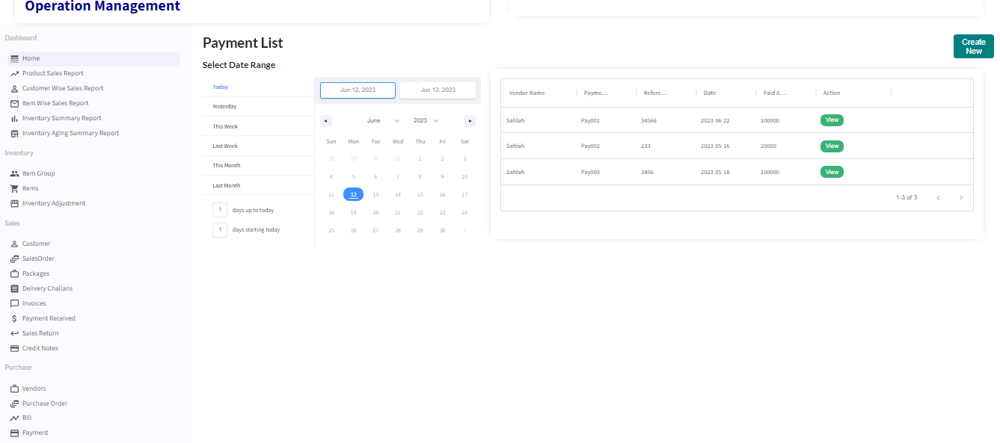 Operation Management
Dashboard
Home
Product Sales Report
Customer Wise Sales Report
Item Wise Sales Report
Inventory Summary Report
Inventory Aging Summary Report
Inventory
Item Group
Items
Inventory Adjustment
Sales
Customer
SalesOrder
Packages
Delivery Challans
Invoices
Payment Received
Sales Return
Credit Notes
Purchase
Vendors
Purchase Order
Bill
Payment
Payment List
Create New
Select Date Range
Today
Yesterday
This Week
Last Week
This Month
Last Month
1 days up to today
1 days starting today
Jun 12, 2023 Jun 12, 2023
June 2023
Sun Mon Tue Wed Thu Fri Sat
28 29 30 31 1 2 3
4 5 6 7 8 9 10
11 12 13 14 15 16 17
18 19 20 21 22 23 24
25 26 27 28 29 30 1
Vendor Name Payme... Refere... Date Paid A... Action
Sahlah Pay001 34566 2023-06-22 100000 View
Sahlah Pay002 233 2023-05-16 20000 View
Sahlah Pay003 3456 2023-05-18 100000 View
1-3 of 3